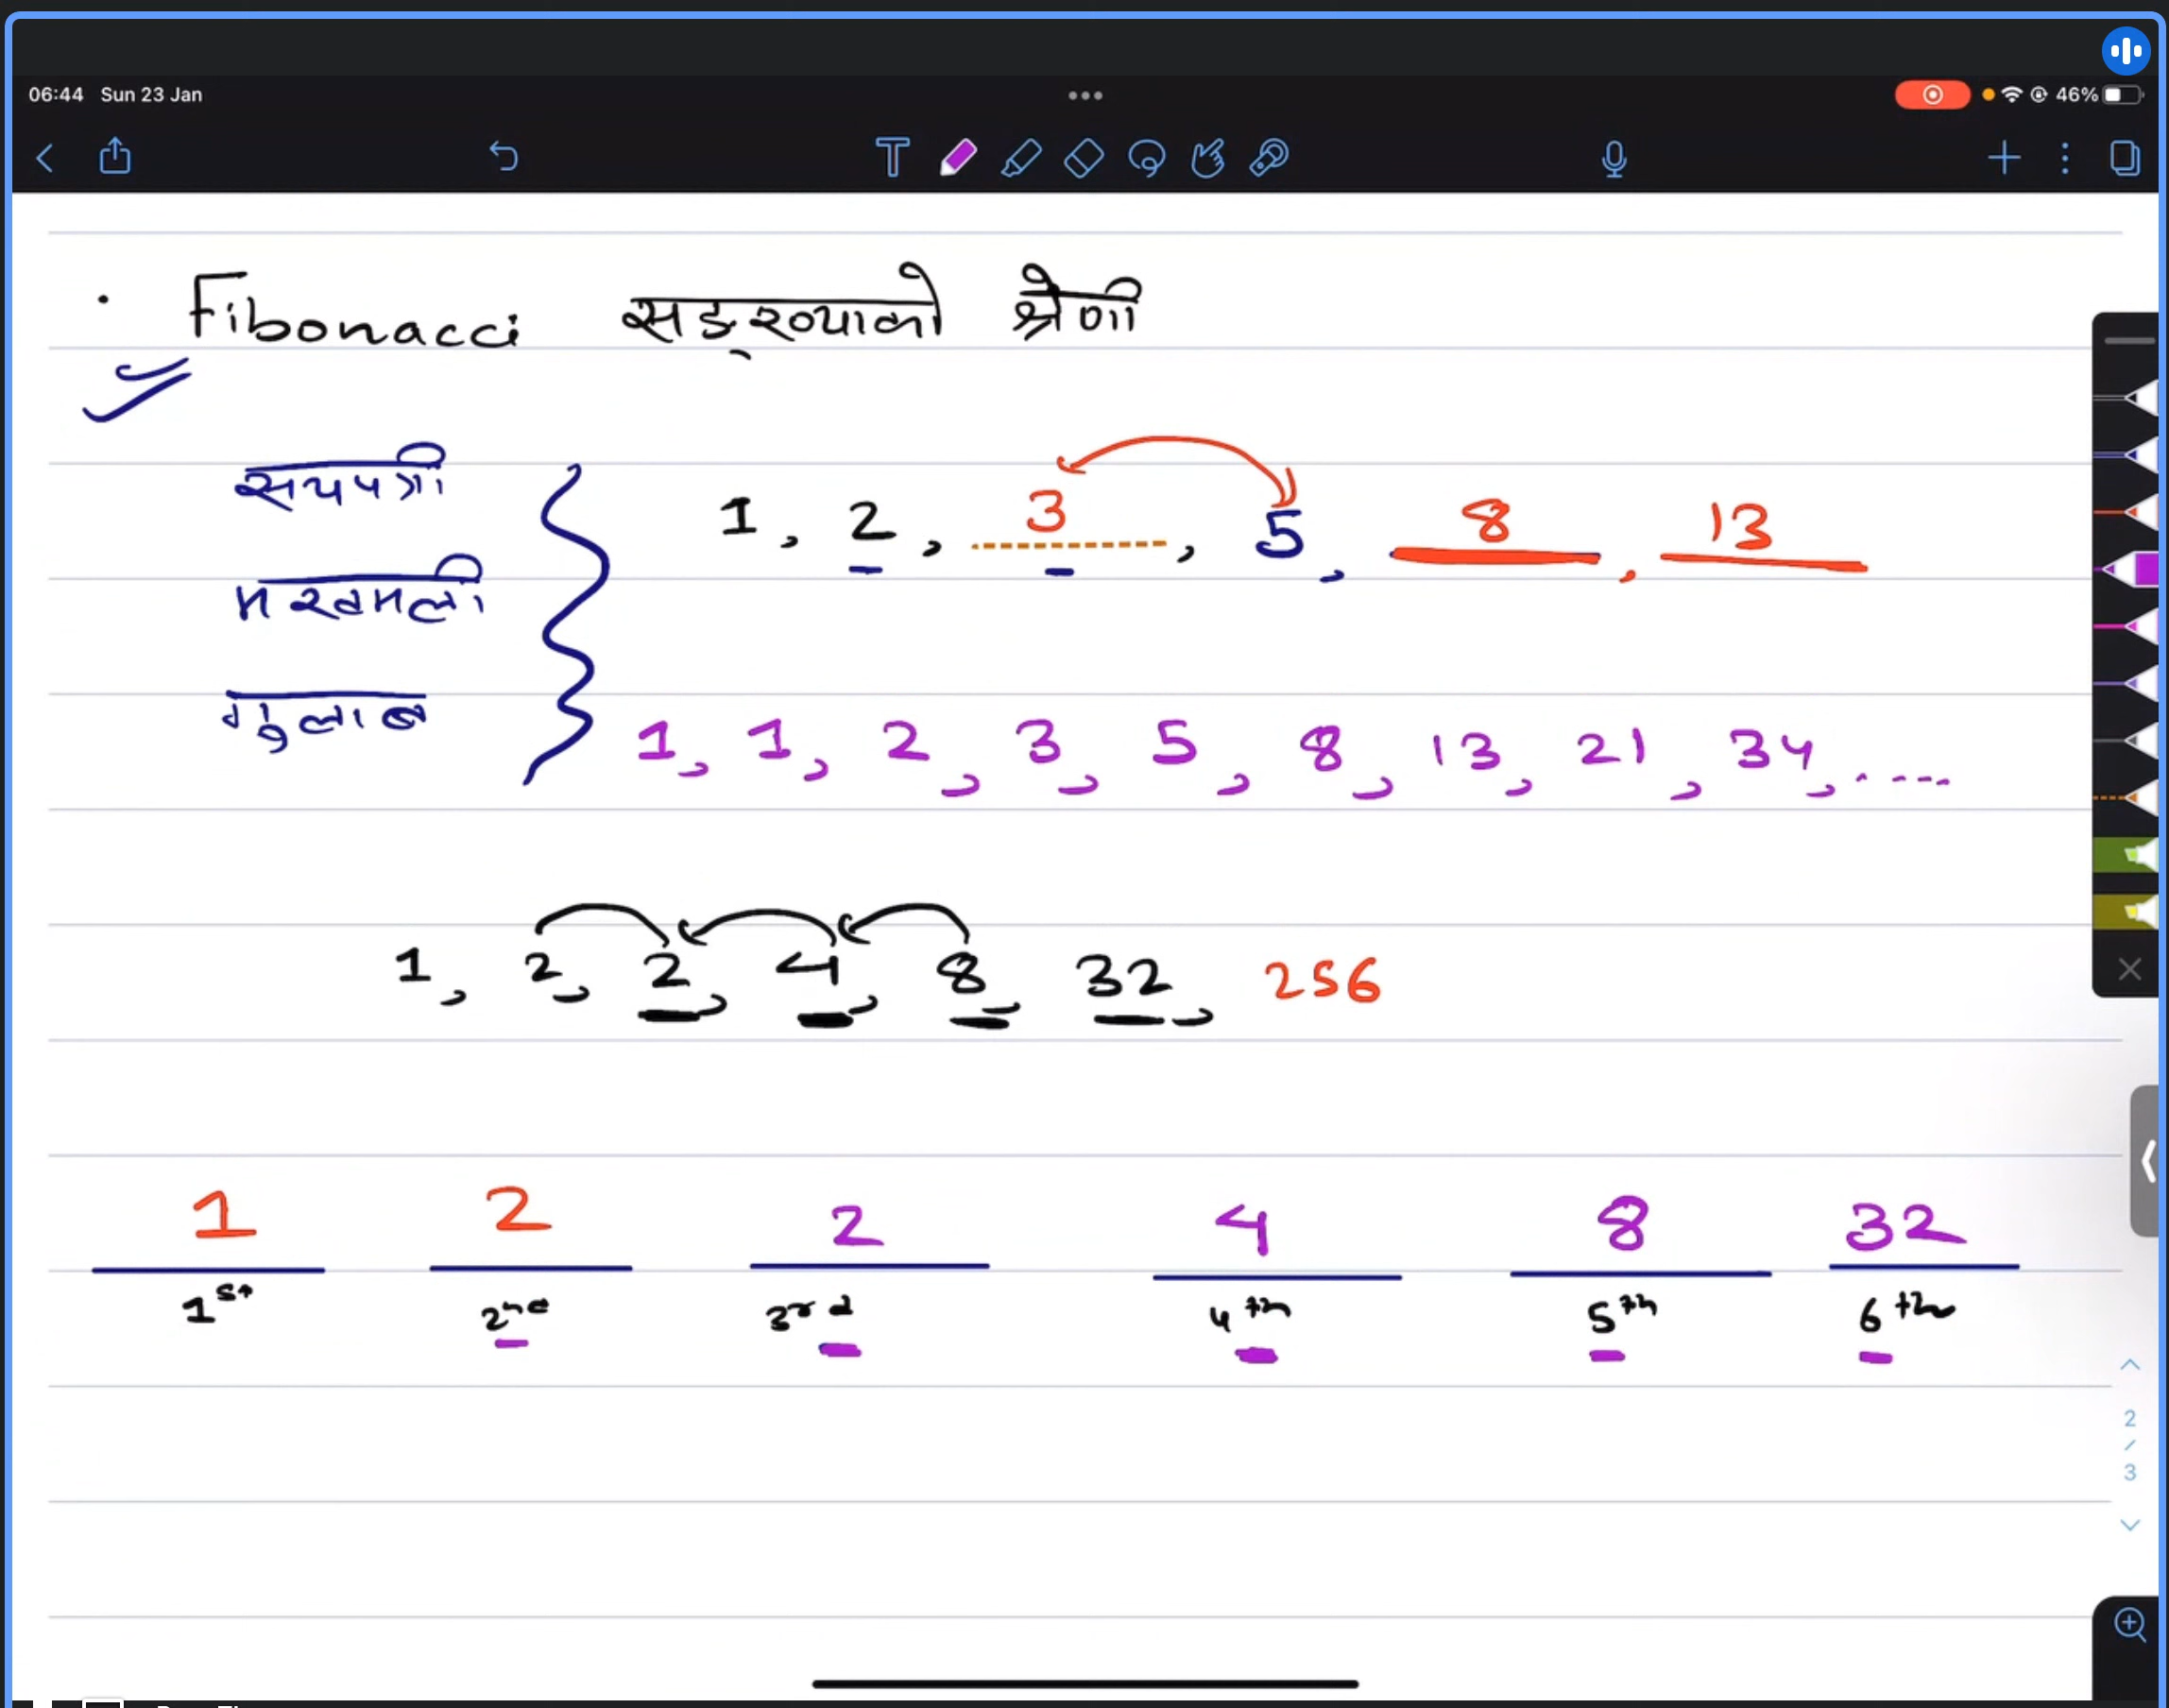 06:44 Sun 23 Jan
46%
• Fibonacci सङ्ख्याको श्रेणी
सयपत्री
1, 2, 3, 5, 8, 13
मखमली
गुलाब
1, 1, 2, 3, 5, 8, 13, 21, 34, ....
1, 2, 2, 4, 8, 32, 256
1 2 2 4 8 32
1st 2nd 3rd 4th 5th 6th
2
/
3